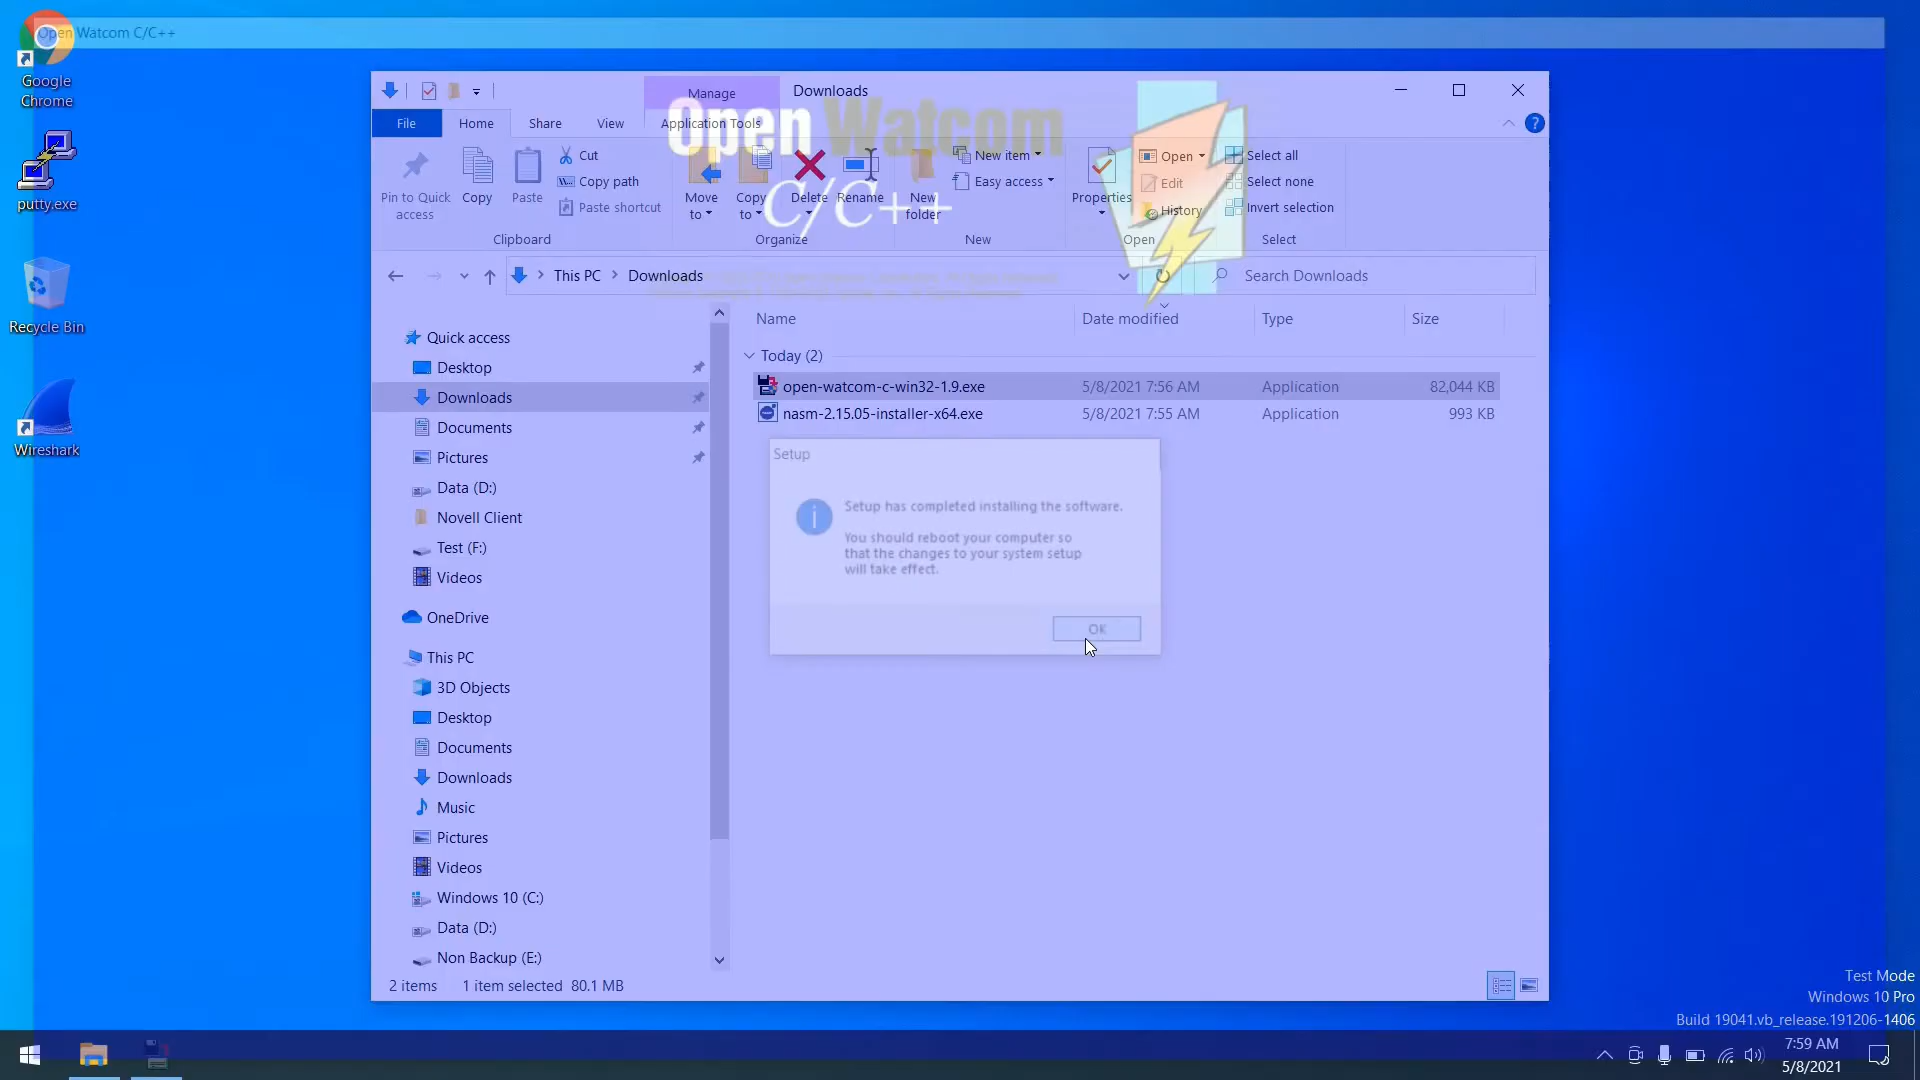 Open Watcom C/C++
Google
Chrome
putty.exe
Recycle Bin
Wireshark
Manage
Downloads
File
Home
Share
View
Application Tools
Open Watcom
C/C++
Pin to Quick
access
Copy
Paste
Cut
Copy path
Paste shortcut
Clipboard
Move
to
Copy
to
Delete
Rename
Organize
New
folder
New item
Easy access
New
Properties
Open
Edit
History
Open
Select all
Select none
Invert selection
Select
This PC
Downloads
Search Downloads
Name
Date modified
Type
Size
Today (2)
open-watcom-c-win32-1.9.exe 5/8/2021 7:56 AM Application 82,044 KB
nasm-2.15.05-installer-x64.exe 5/8/2021 7:55 AM Application 993 KB
Quick access
Desktop
Downloads
Documents
Pictures
Data (D:)
Novell Client
Test (F:)
Videos
OneDrive
This PC
3D Objects
Desktop
Documents
Downloads
Music
Pictures
Videos
Windows 10 (C:)
Data (D:)
Non Backup (E:)
Setup
Setup has completed installing the software.
You should reboot your computer so
that the changes to your system setup
will take effect.
OK
2 items
1 item selected 80.1 MB
Test Mode
Windows 10 Pro
Build 19041.vb_release.191206-1406
7:59 AM
5/8/2021